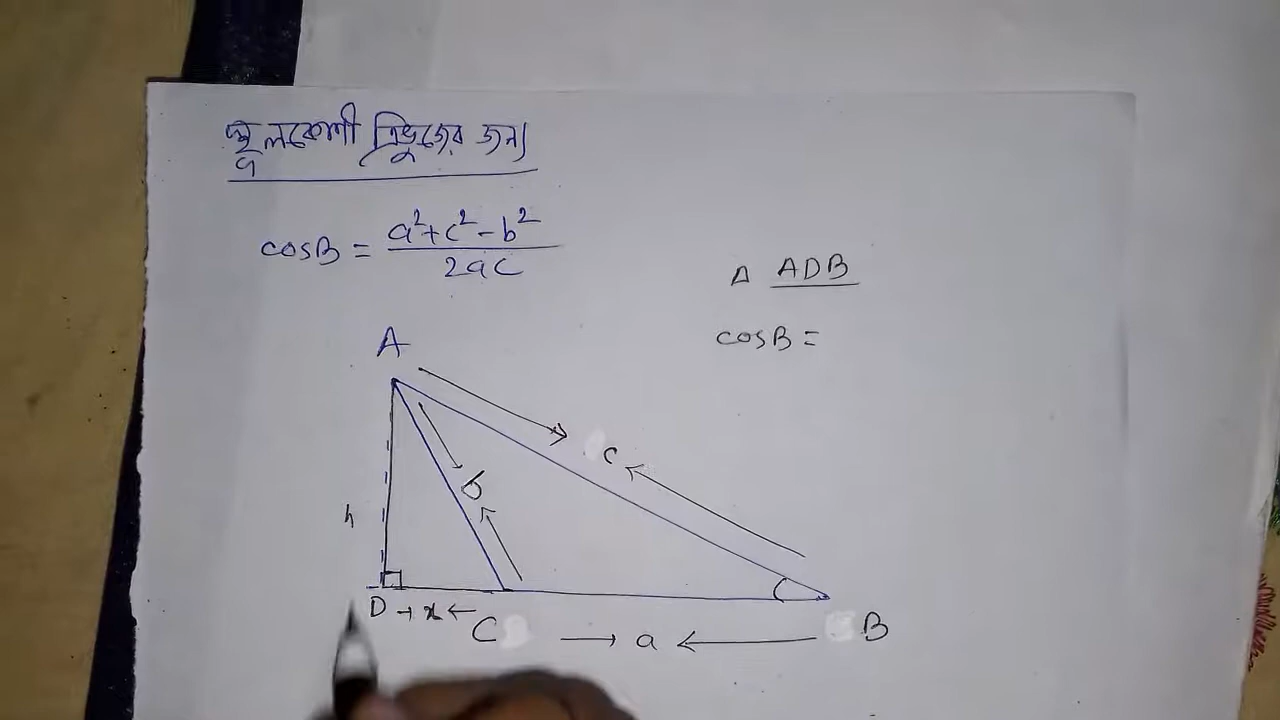 স্থূলকোণী ত্রিভুজের জন্য
cosB = a²+c²-b² / 2ac
Δ ADB
cosB =
A
c
b
h
D → x ←
C
→ a ←
B